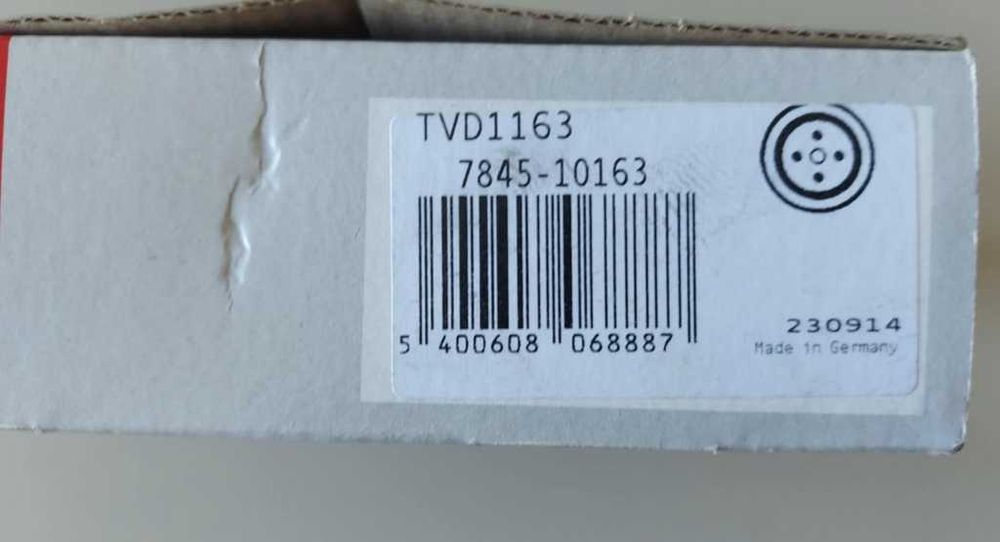 TVD1163
7845-10163
5 400608 068887
230914
Made in Germany